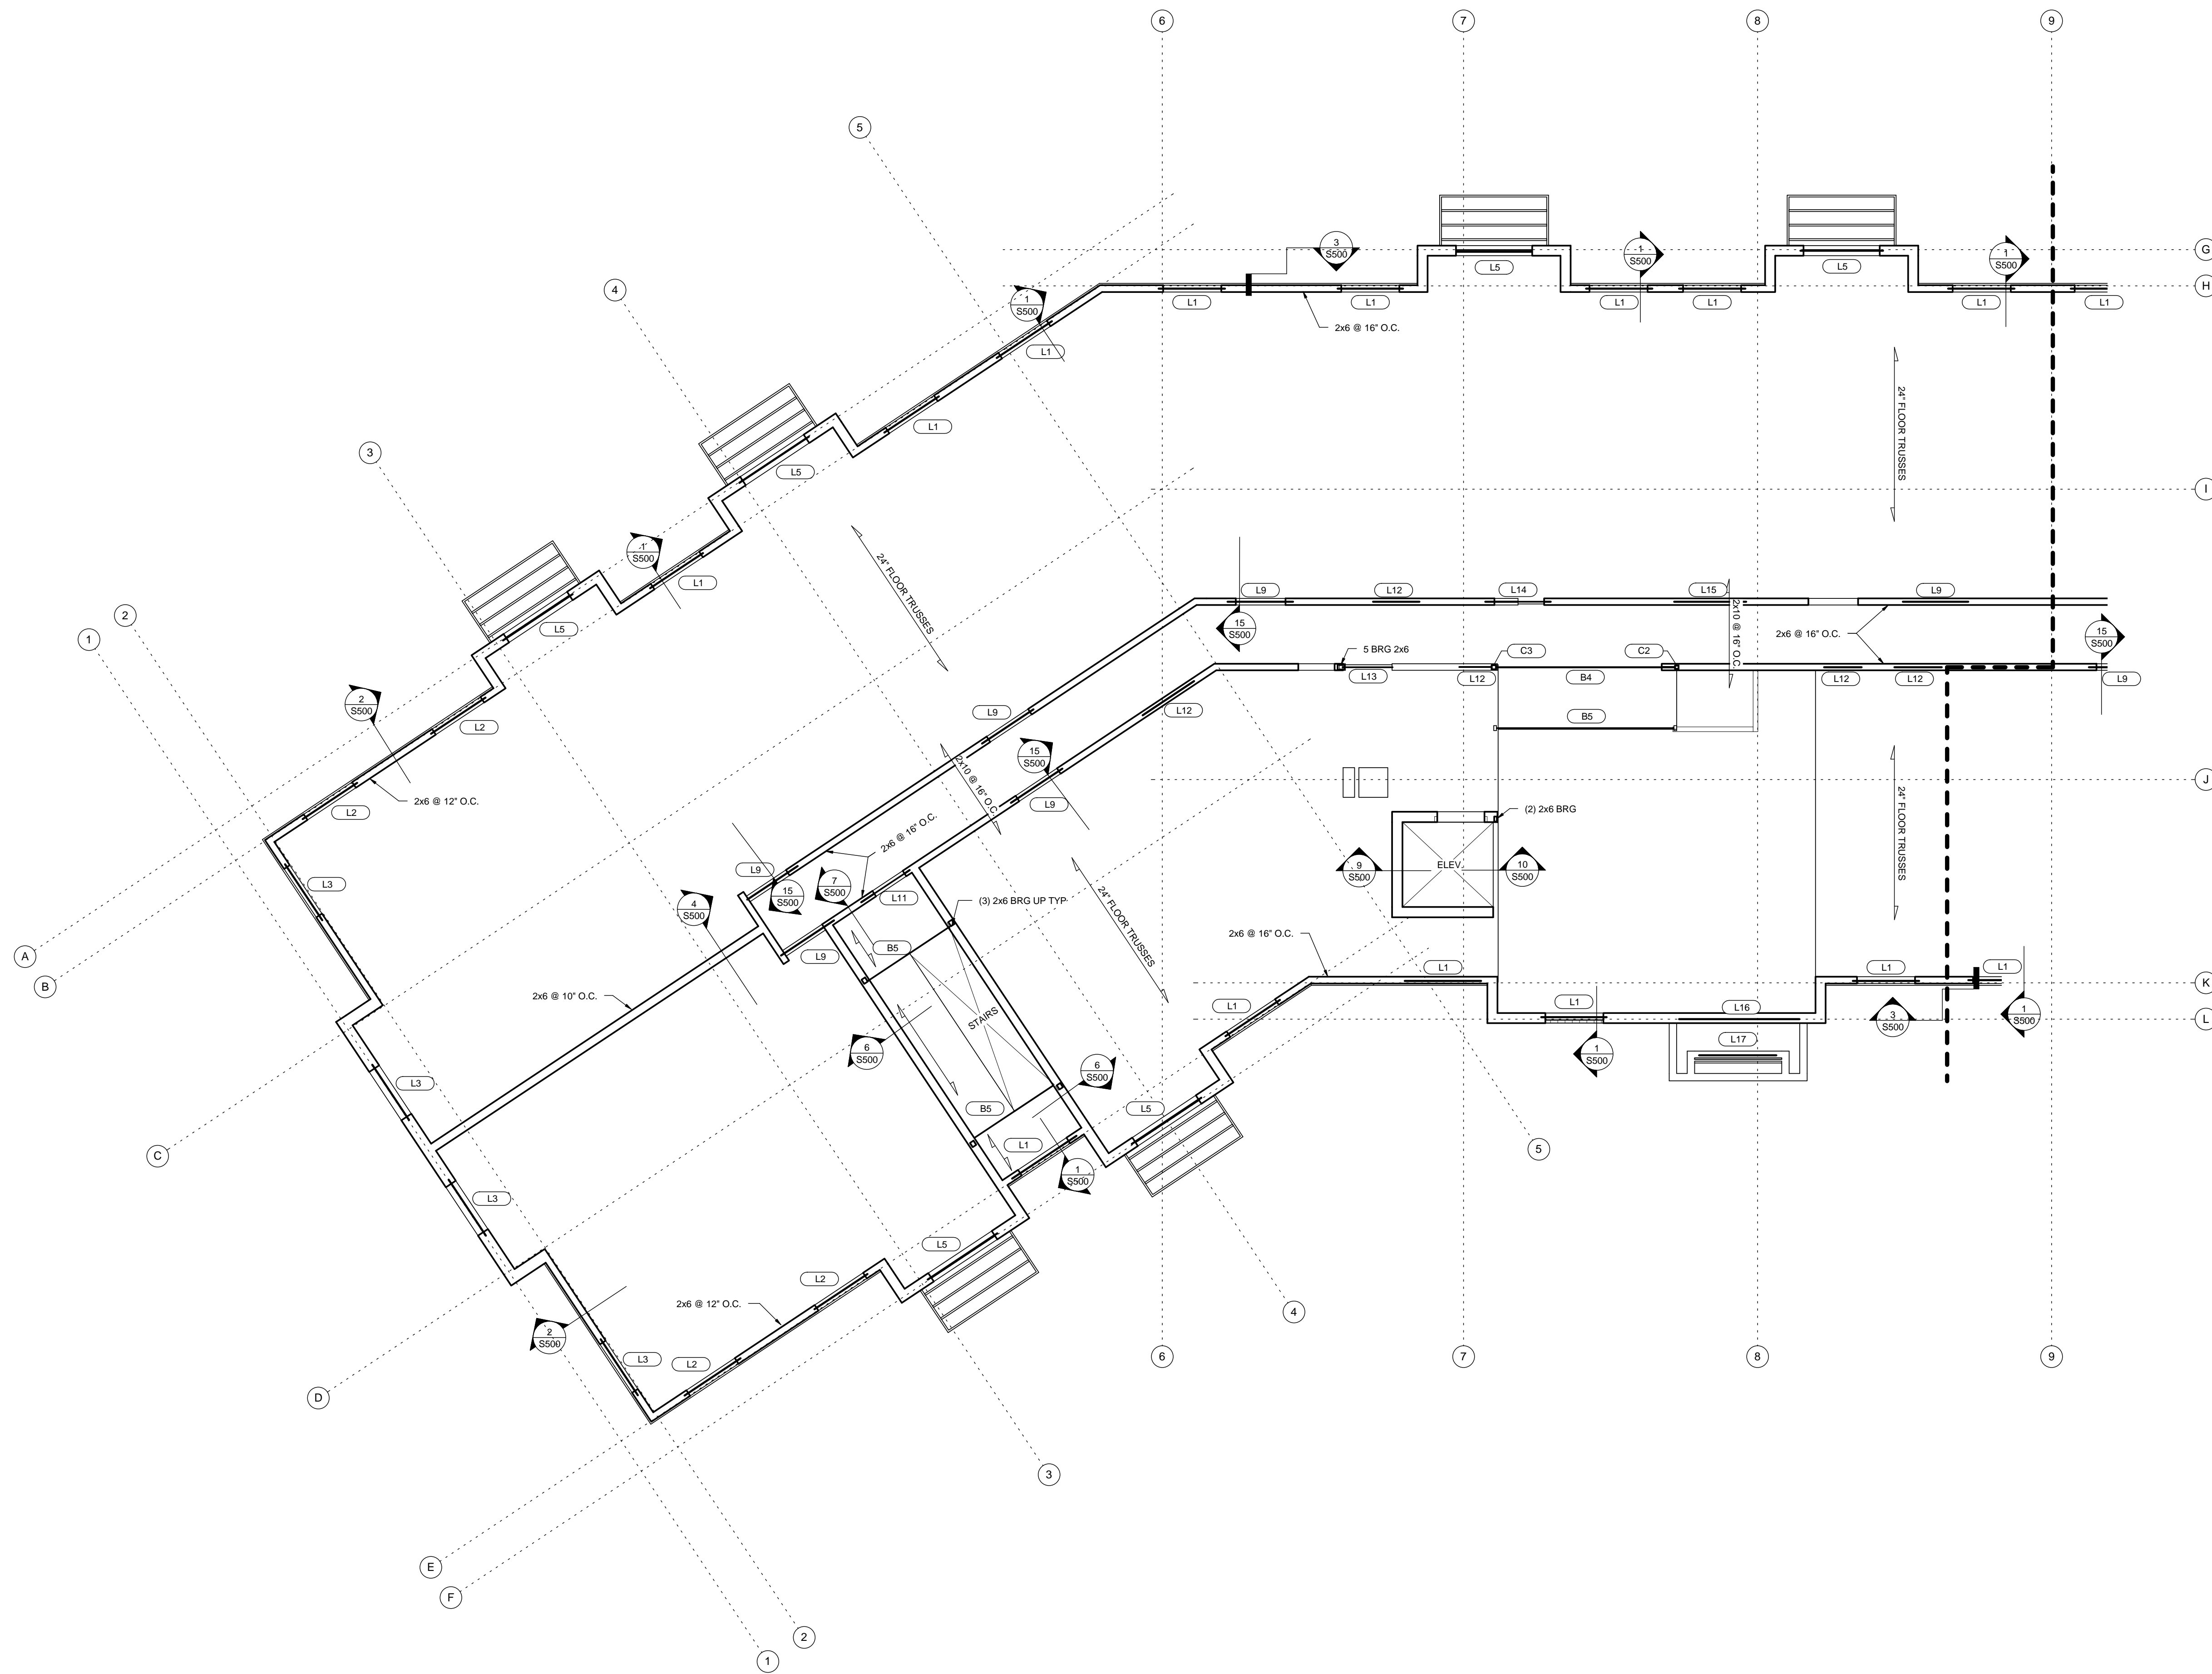 6
7
8
9
5
4
3
2
1
G
H
I
J
K
L
3
S500
1
S500
1
S500
1
S500
L5
L5
L1
L1
L1
L1
L1
L1
2x6 @ 16" O.C.
L1
L1
L5
1
S500
L1
L5
2
S500
L2
L2
2x6 @ 12" O.C.
24" FLOOR TRUSSES
24" FLOOR TRUSSES
L9
L12
L14
L15
L9
15
S500
2x10 @ 16" O.C.
2x6 @ 16" O.C.
15
S500
5 BRG 2x6
C3
C2
L13
L12
B4
L12
L12
L9
B5
L9
L12
15
S500
L9
2x10 @ 16" O.C.
2x6 @ 16" O.C.
L9
15
S500
7
S500
L11
(3) 2x6 BRG UP TYP
24" FLOOR TRUSSES
24" FLOOR TRUSSES
(2) 2x6 BRG
9
S500
ELEV.
10
S500
2x6 @ 16" O.C.
L3
4
S500
L9
B5
STAIRS
2x6 @ 10" O.C.
6
S500
6
S500
L1
L1
L1
L1
L1
L16
L17
1
S500
3
S500
1
S500
L3
B5
L5
L1
1
S500
L3
L5
L2
2x6 @ 12" O.C.
2
S500
L3
L2
A
B
C
D
E
F
5
4
3
2
1
6
7
8
9